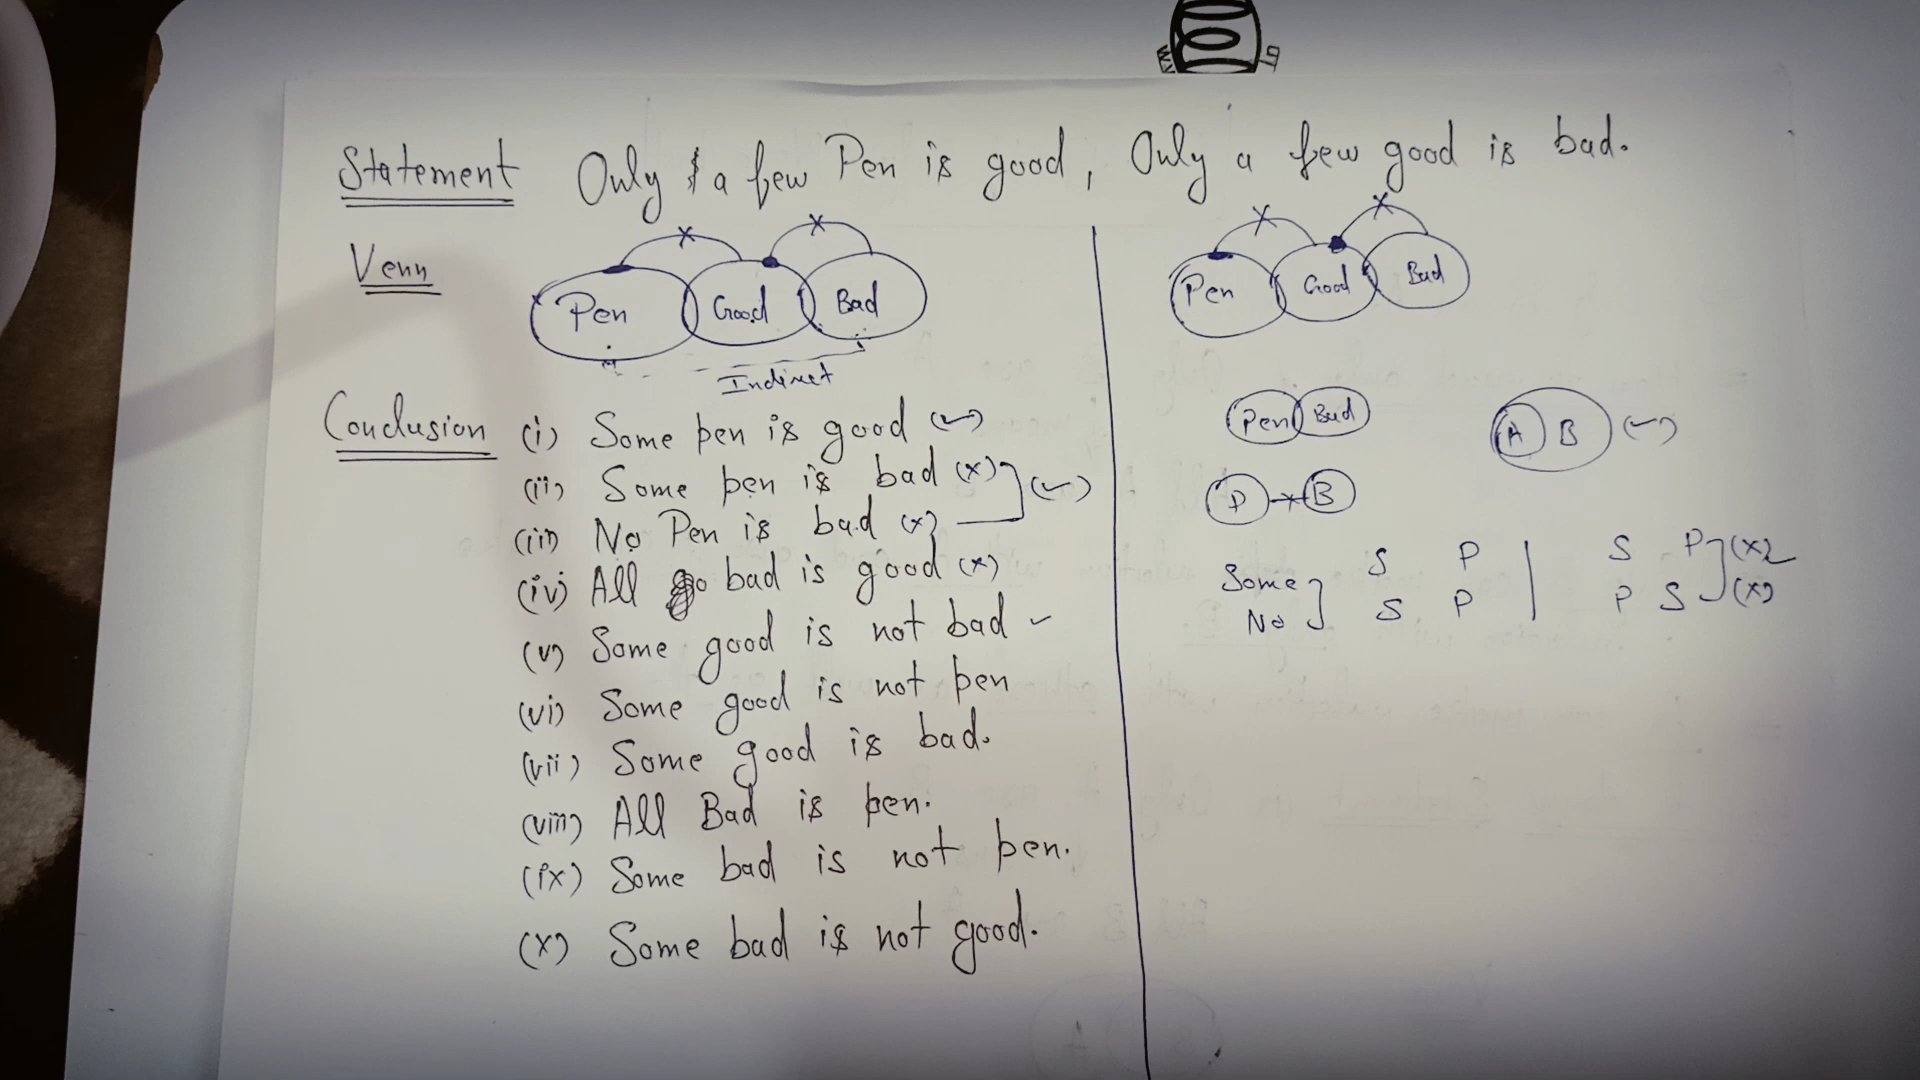 Statement Only a few Pen is good, Only a few good is bad.
Venn
Pen Good Bad
Indirect
Pen Good Bad
Conclusion (i) Some pen is good (✓)
(ii) Some pen is bad (x)
(iii) No Pen is bad (x) ] (✓)
(iv) All bad is good (x)
(v) Some good is not bad ✓
(vi) Some good is not pen
(vii) Some good is bad.
(viii) All Bad is pen.
(ix) Some bad is not pen.
(x) Some bad is not good.
Pen Bad
A B (✓)
P x B
Some ] S P | S P ] (x)
No S P | P S (x)